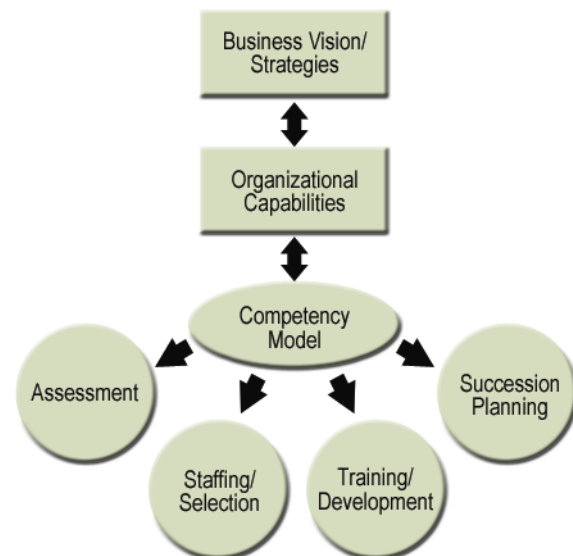 Business Vision/
Strategies
Organizational
Capabilities
Competency
Model
Assessment
Staffing/
Selection
Training/
Development
Succession
Planning